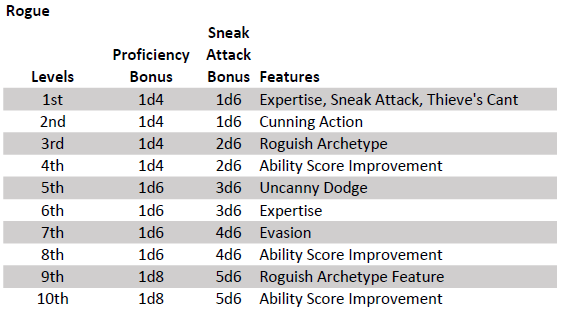 Rogue
Sneak
Proficiency Attack
Levels Bonus Bonus Features
1st 1d4 1d6 Expertise, Sneak Attack, Thieve's Cant
2nd 1d4 1d6 Cunning Action
3rd 1d4 2d6 Roguish Archetype
4th 1d4 2d6 Ability Score Improvement
5th 1d6 3d6 Uncanny Dodge
6th 1d6 3d6 Expertise
7th 1d6 4d6 Evasion
8th 1d6 4d6 Ability Score Improvement
9th 1d8 5d6 Roguish Archetype Feature
10th 1d8 5d6 Ability Score Improvement